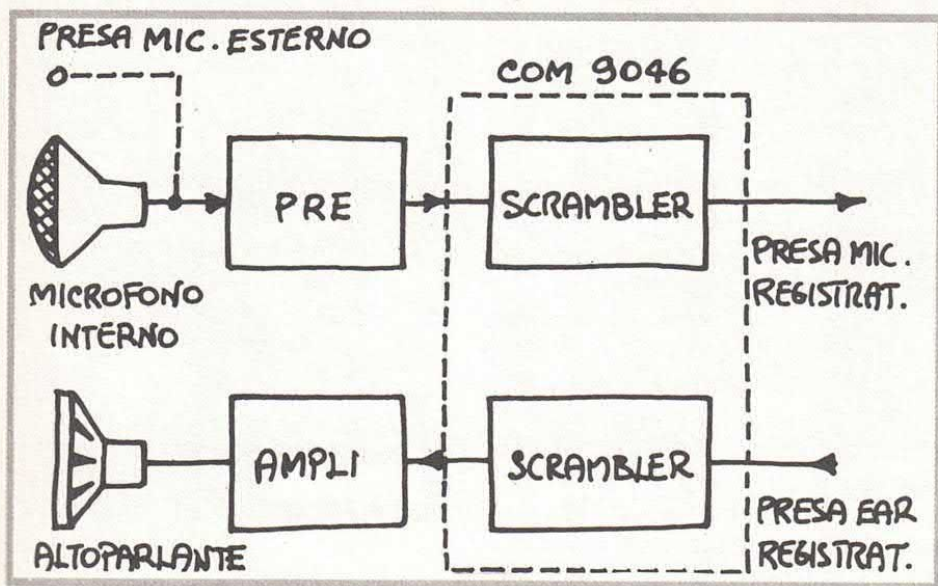 PRESA MIC. ESTERNO
COM 9046
PRE
SCRAMBLER
MICROFONO
INTERNO
PRESA MIC.
REGISTRAT.
AMPLI
SCRAMBLER
ALTOPARLANTE
PRESA EAR
REGISTRAT.